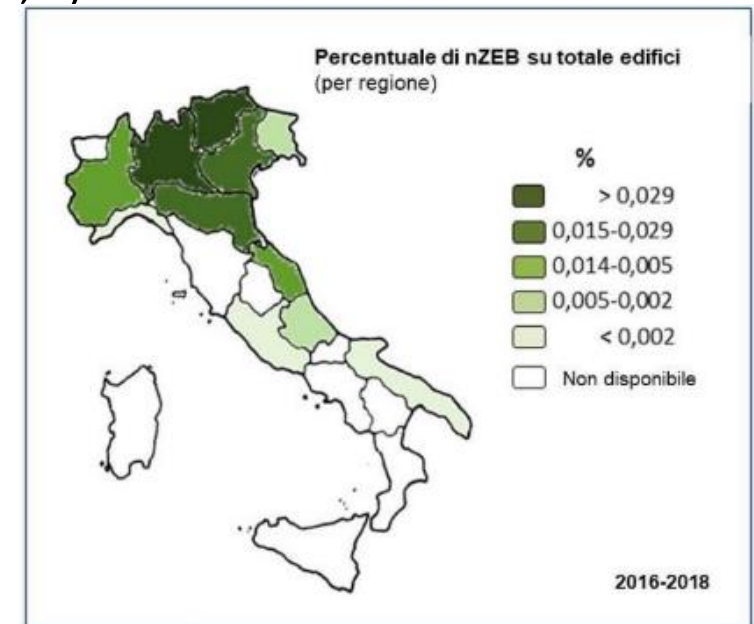 Percentuale di nZEB su totale edifici
(per regione)
%
> 0,029
0,015-0,029
0,014-0,005
0,005-0,002
< 0,002
Non disponibile
2016-2018